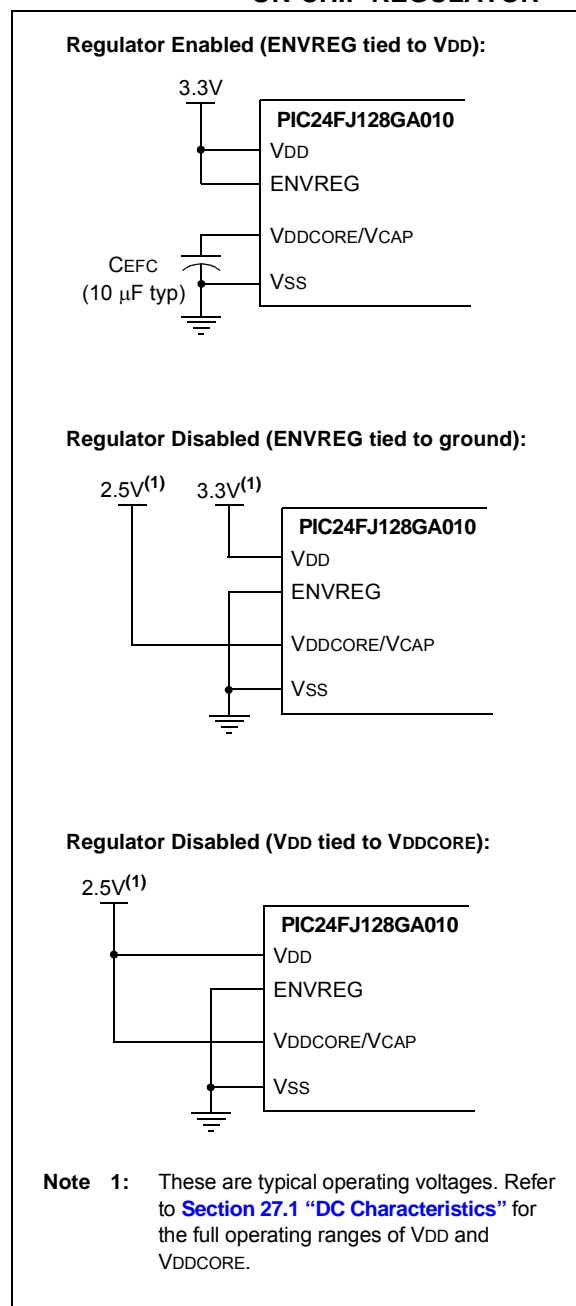 ON-CHIP REGULATOR
Regulator Enabled (ENVREG tied to VDD):
3.3V
PIC24FJ128GA010
VDD
ENVREG
VDDCORE/VCAP
CEFC
(10 μF typ)
VSS
Regulator Disabled (ENVREG tied to ground):
2.5V(1) 3.3V(1)
PIC24FJ128GA010
VDD
ENVREG
VDDCORE/VCAP
VSS
Regulator Disabled (VDD tied to VDDCORE):
2.5V(1)
PIC24FJ128GA010
VDD
ENVREG
VDDCORE/VCAP
VSS
Note 1: These are typical operating voltages. Refer
to Section 27.1 “DC Characteristics” for
the full operating ranges of VDD and
VDDCORE.